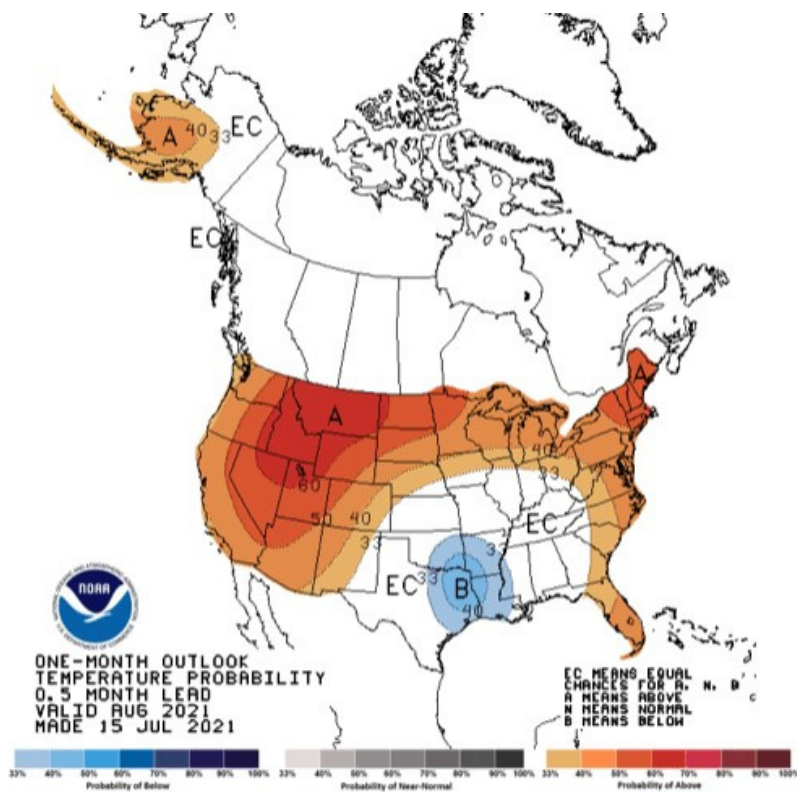 A 40 33 EC
EC
A
A
40
33
60
50 40
33
EC
33
EC 33 B
40
NOAA
ONE-MONTH OUTLOOK
TEMPERATURE PROBABILITY
0.5 MONTH LEAD
VALID AUG 2021
MADE 15 JUL 2021
EC MEANS EQUAL
CHANCES FOR A, N, B
A MEANS ABOVE
N MEANS NORMAL
B MEANS BELOW
33% 40% 50% 60% 70% 80% 90% 100%
Probability of Below
33% 40% 50% 60% 70% 80% 90% 100%
Probability of Near-Normal
33% 40% 50% 60% 70% 80% 90% 100%
Probability of Above